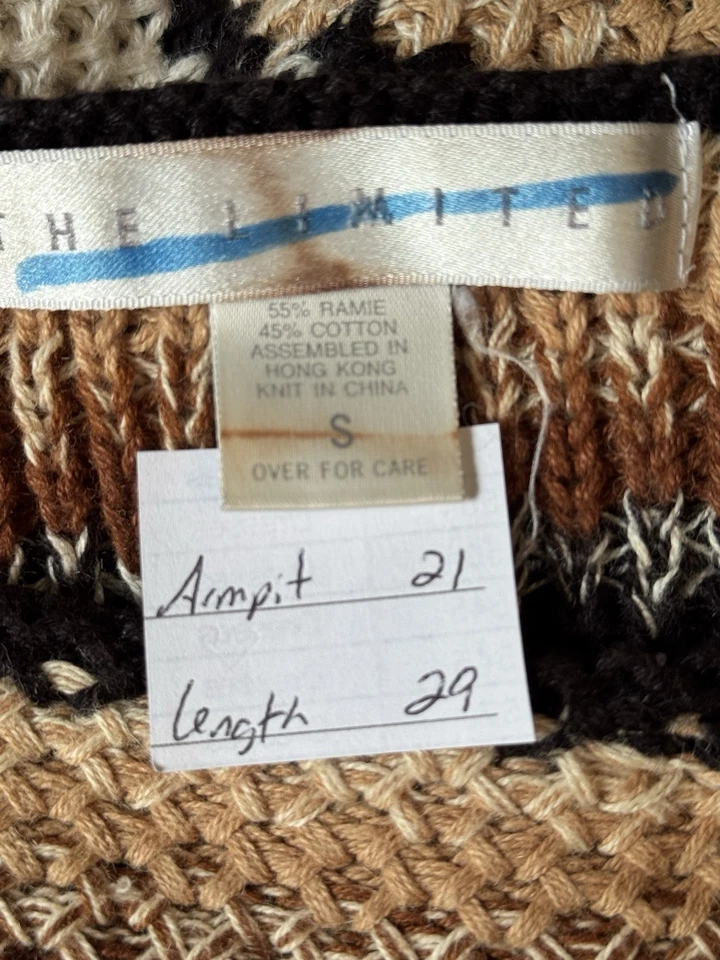 THE LIMITED
55% RAMIE
45% COTTON
ASSEMBLED IN
HONG KONG
KNIT IN CHINA
S
OVER FOR CARE
Armpit 21
Length 29